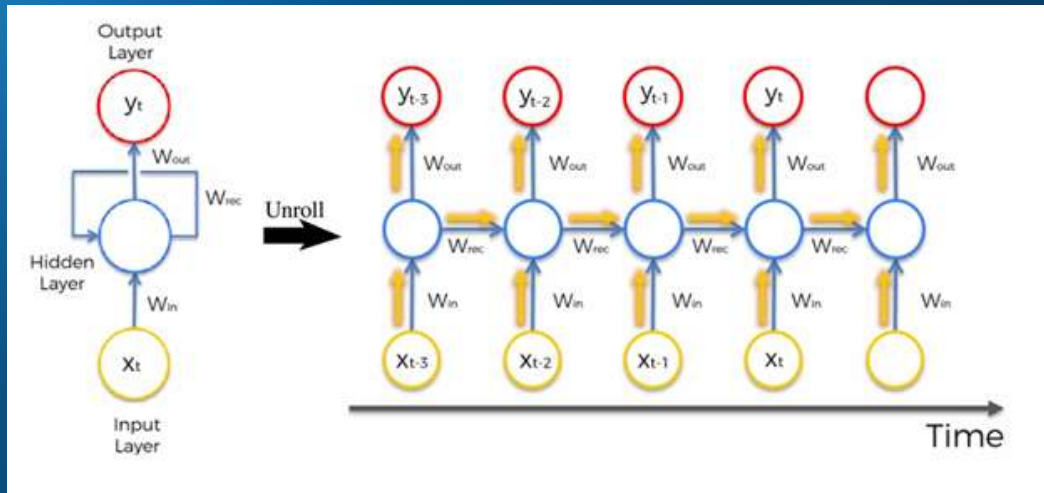 Output
Layer
yt
Wout
Wrec
Hidden
Layer
Win
xt
Input
Layer
Unroll
yt-3 yt-2 yt-1 yt
Wout Wout Wout Wout Wout
Wrec Wrec Wrec Wrec
Win Win Win Win Win
xt-3 xt-2 xt-1 xt
Time